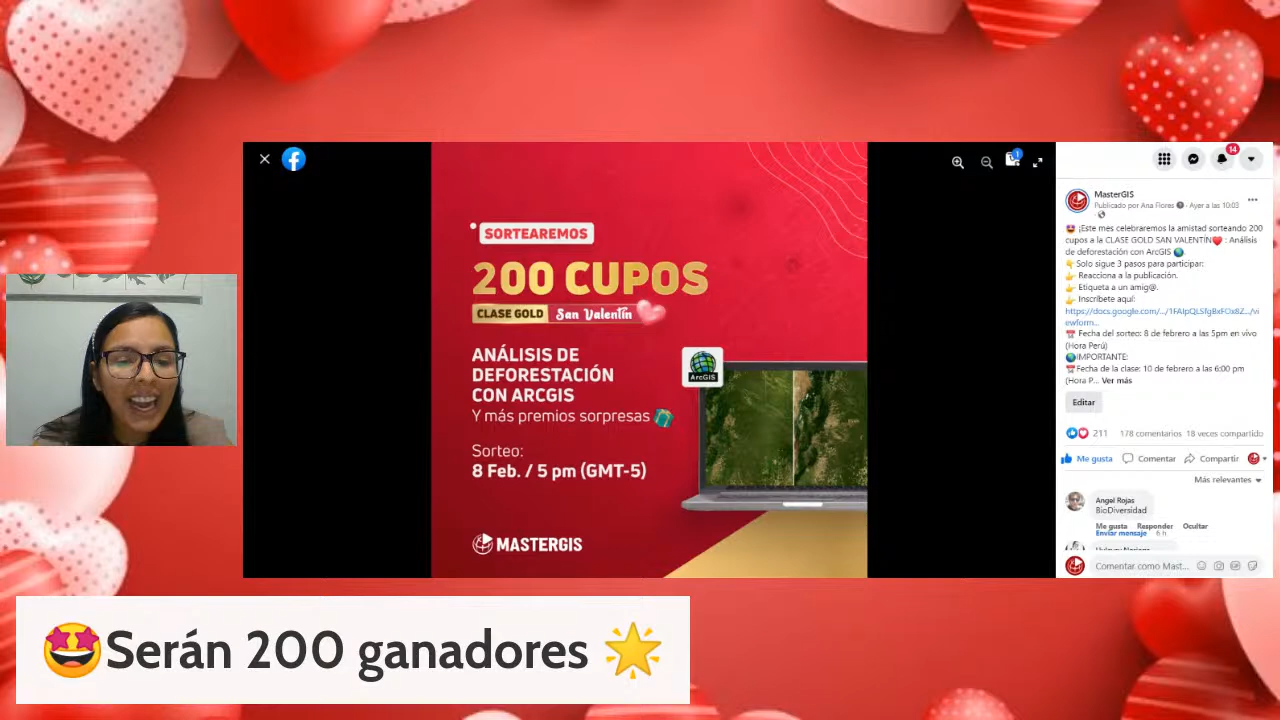 SORTEAREMOS
200 CUPOS
CLASE GOLD San Valentín
ANÁLISIS DE
DEFORESTACIÓN
CON ARCGIS
Y más premios sorpresas 🎁
Sorteo:
8 Feb. / 5 pm (GMT-5)
MASTERGIS
ArcGIS
1
14
MasterGIS
Publicado por Ana Flores · Ayer a las 10:03
🤩 ¡Este mes celebraremos la amistad sorteando 200
cupos a la CLASE GOLD SAN VALENTÍN❤️ : Análisis
de deforestación con ArcGIS 🌎.
👇Solo sigue 3 pasos para participar:
👉 Reacciona a la publicación.
👉 Etiqueta a un amig@.
👉 Inscríbete aquí:
https://docs.google.com/.../1FAIpQLSfgBxFOx8Z.../vi
ewform...
📅 Fecha del sorteo: 8 de febrero a las 5pm en vivo
(Hora Perú)
🌎IMPORTANTE:
📅Fecha de la clase: 10 de febrero a las 6:00 pm
(Hora P... Ver más
Editar
211 178 comentarios 18 veces compartido
Me gusta Comentar Compartir
Más relevantes
Angel Rojas
BioDiversidad
Me gusta Responder Ocultar
Enviar mensaje 6 h
Comentar como Mast...
🤩Serán 200 ganadores 🌟